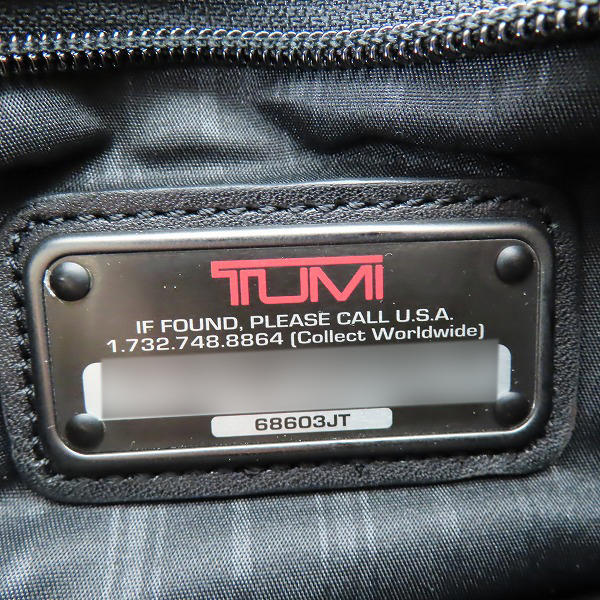 TUMI
IF FOUND, PLEASE CALL U.S.A.
1.732.748.8864 (Collect Worldwide)
68603JT